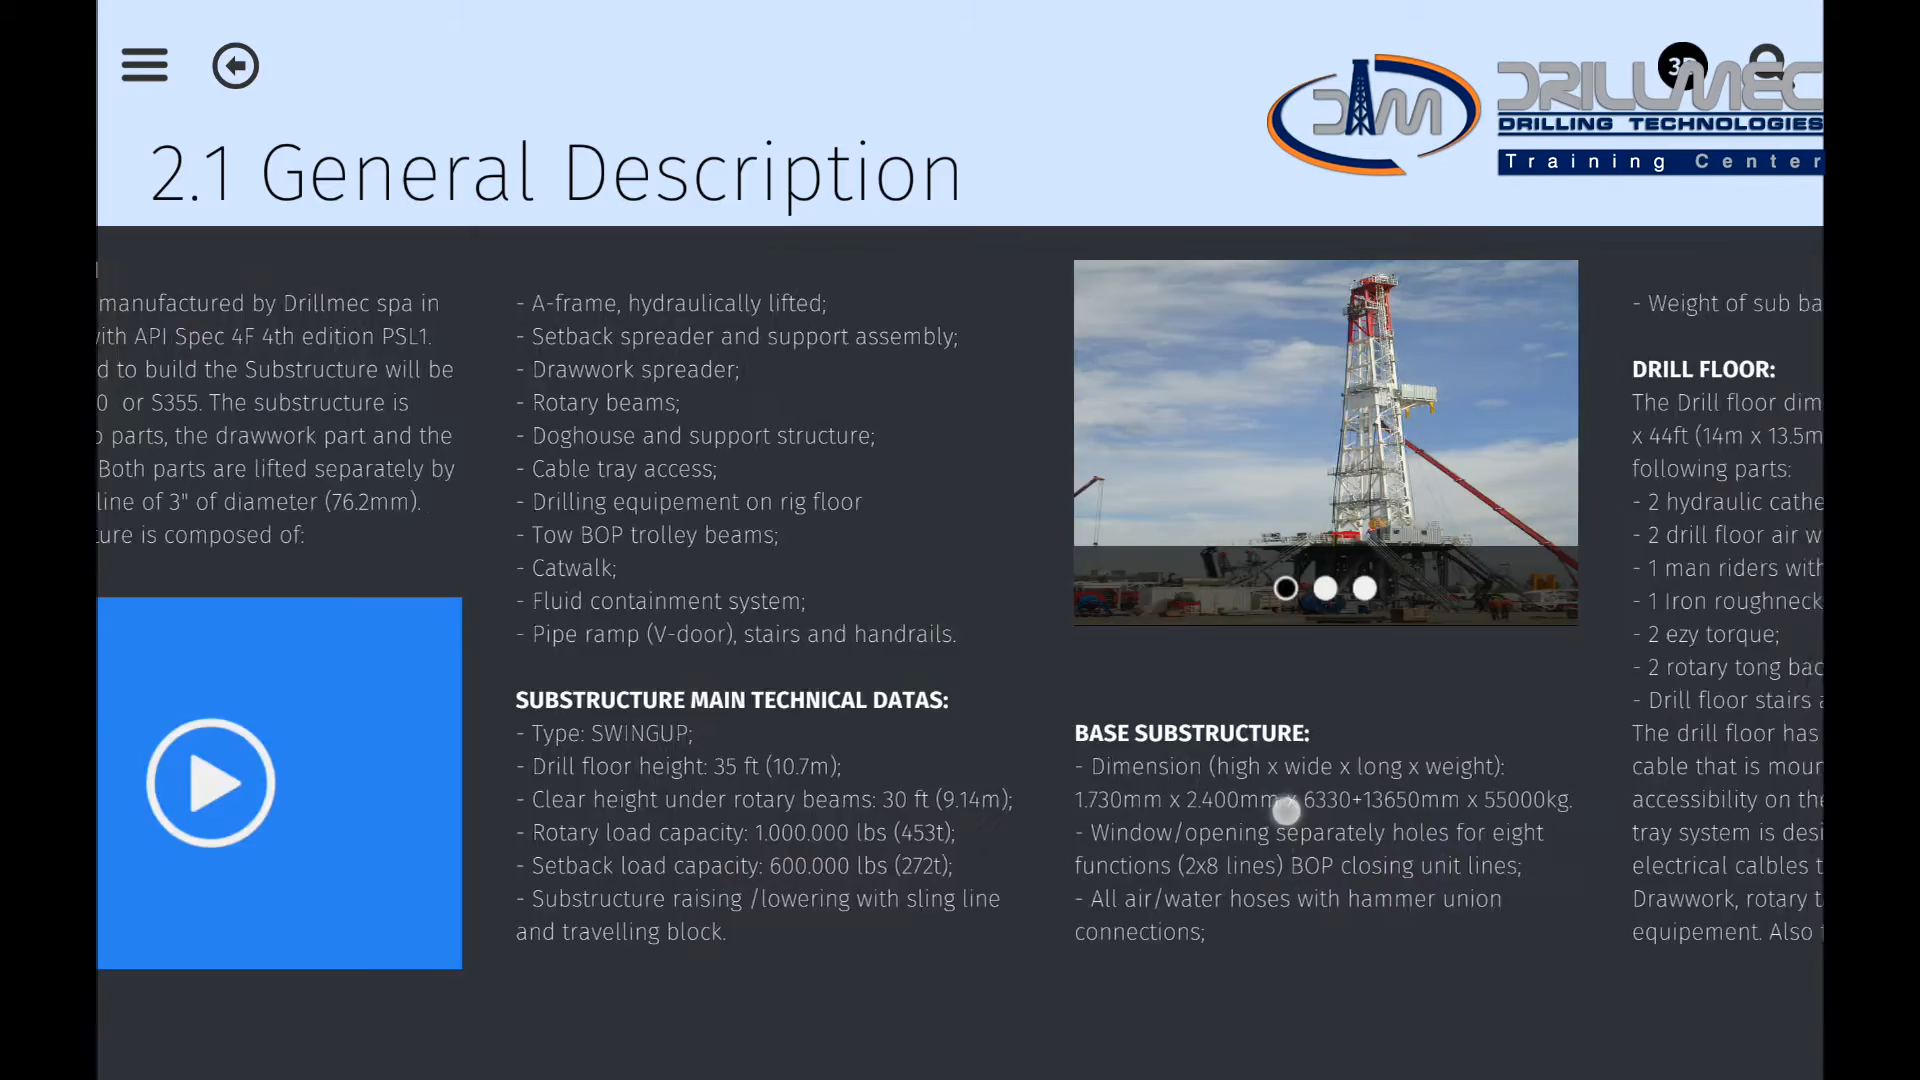 DRILLMEC
DRILLING TECHNOLOGIES
Training Center
2.1 General Description
manufactured by Drillmec spa in
with API Spec 4F 4th edition PSL1.
d to build the Substructure will be
0 or S355. The substructure is
parts, the drawwork part and the
Both parts are lifted separately by
line of 3" of diameter (76.2mm).
ure is composed of:
- A-frame, hydraulically lifted;
- Setback spreader and support assembly;
- Drawwork spreader;
- Rotary beams;
- Doghouse and support structure;
- Cable tray access;
- Drilling equipement on rig floor
- Tow BOP trolley beams;
- Catwalk;
- Fluid containment system;
- Pipe ramp (V-door), stairs and handrails.
SUBSTRUCTURE MAIN TECHNICAL DATAS:
- Type: SWINGUP;
- Drill floor height: 35 ft (10.7m);
- Clear height under rotary beams: 30 ft (9.14m);
- Rotary load capacity: 1.000.000 lbs (453t);
- Setback load capacity: 600.000 lbs (272t);
- Substructure raising /lowering with sling line
and travelling block.
BASE SUBSTRUCTURE:
- Dimension (high x wide x long x weight):
1.730mm x 2.400mm x 6330+13650mm x 55000kg.
- Window/opening separately holes for eight
functions (2x8 lines) BOP closing unit lines;
- All air/water hoses with hammer union
connections;
- Weight of sub ba
DRILL FLOOR:
The Drill floor dim
x 44ft (14m x 13.5m
following parts:
- 2 hydraulic cathe
- 2 drill floor air w
- 1 man riders with
- 1 Iron roughneck
- 2 ezy torque;
- 2 rotary tong bac
- Drill floor stairs a
The drill floor has
cable that is moun
accessibility on the
tray system is desi
electrical calbles t
Drawwork, rotary t
equipement. Also